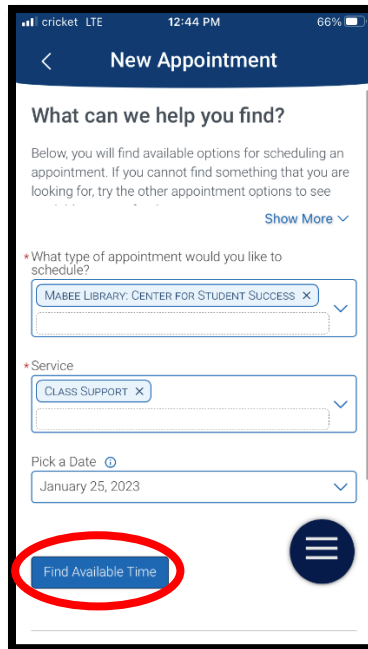 cricket LTE 12:44 PM 66%
New Appointment
What can we help you find?
Below, you will find available options for scheduling an
appointment. If you cannot find something that you are
looking for, try the other appointment options to see
Show More
*What type of appointment would you like to
schedule?
MABEE LIBRARY: CENTER FOR STUDENT SUCCESS ×
*Service
CLASS SUPPORT ×
Pick a Date
January 25, 2023
Find Available Time